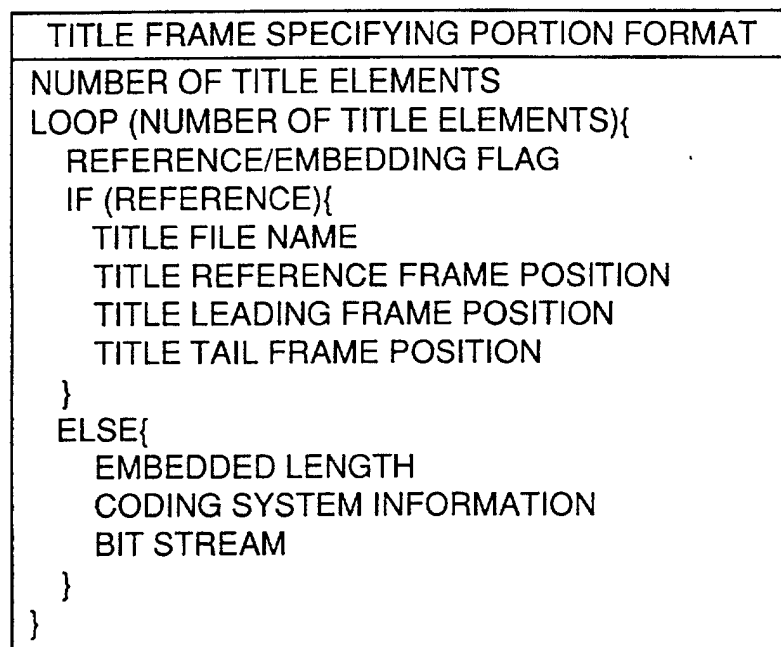 TITLE FRAME SPECIFYING PORTION FORMAT
NUMBER OF TITLE ELEMENTS
LOOP (NUMBER OF TITLE ELEMENTS){
REFERENCE/EMBEDDING FLAG
IF (REFERENCE){
TITLE FILE NAME
TITLE REFERENCE FRAME POSITION
TITLE LEADING FRAME POSITION
TITLE TAIL FRAME POSITION
}
ELSE{
EMBEDDED LENGTH
CODING SYSTEM INFORMATION
BIT STREAM
}
}